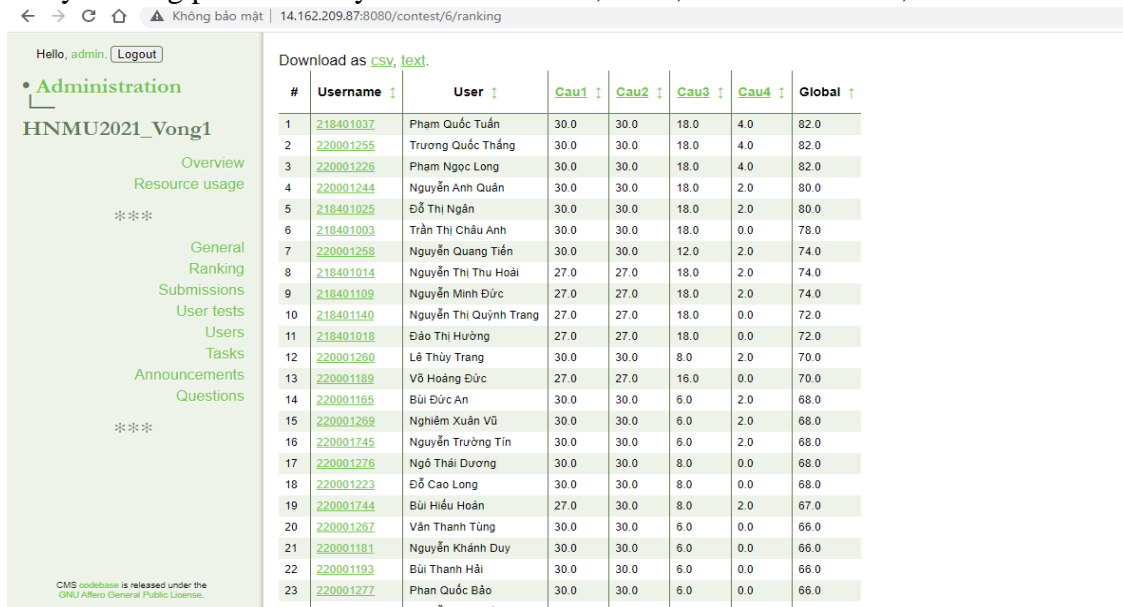 Không bảo mật | 14.162.209.87:8080/contest/6/ranking
Hello, admin. Logout
• Administration
HNMU2021_Vong1
Overview
Resource usage
***
General
Ranking
Submissions
User tests
Users
Tasks
Announcements
Questions
***
CMS codebase is released under the
GNU Affero General Public License.
Download as csv, text.
# Username ↕ User ↕ Cau1 ↕ Cau2 ↕ Cau3 ↕ Cau4 ↕ Global ↑
1 218401037 Phạm Quốc Tuấn 30.0 30.0 18.0 4.0 82.0
2 220001255 Trương Quốc Thắng 30.0 30.0 18.0 4.0 82.0
3 220001226 Phạm Ngọc Long 30.0 30.0 18.0 4.0 82.0
4 220001244 Nguyễn Anh Quân 30.0 30.0 18.0 2.0 80.0
5 218401025 Đỗ Thị Ngân 30.0 30.0 18.0 2.0 80.0
6 218401003 Trần Thị Châu Anh 30.0 30.0 18.0 0.0 78.0
7 220001258 Nguyễn Quang Tiến 30.0 30.0 12.0 2.0 74.0
8 218401014 Nguyễn Thị Thu Hoài 27.0 27.0 18.0 2.0 74.0
9 218401109 Nguyễn Minh Đức 27.0 27.0 18.0 2.0 74.0
10 218401140 Nguyễn Thị Quỳnh Trang 27.0 27.0 18.0 0.0 72.0
11 218401018 Đào Thị Hường 27.0 27.0 18.0 0.0 72.0
12 220001260 Lê Thùy Trang 30.0 30.0 8.0 2.0 70.0
13 220001189 Võ Hoàng Đức 27.0 27.0 16.0 0.0 70.0
14 220001165 Bùi Đức An 30.0 30.0 6.0 2.0 68.0
15 220001269 Nghiêm Xuân Vũ 30.0 30.0 6.0 2.0 68.0
16 220001745 Nguyễn Trường Tín 30.0 30.0 6.0 2.0 68.0
17 220001276 Ngô Thái Dương 30.0 30.0 8.0 0.0 68.0
18 220001223 Đỗ Cao Long 30.0 30.0 8.0 0.0 68.0
19 220001744 Bùi Hiếu Hoàn 27.0 30.0 8.0 2.0 67.0
20 220001267 Văn Thanh Tùng 30.0 30.0 6.0 0.0 66.0
21 220001181 Nguyễn Khánh Duy 30.0 30.0 6.0 0.0 66.0
22 220001193 Bùi Thanh Hải 30.0 30.0 6.0 0.0 66.0
23 220001277 Phan Quốc Bảo 30.0 30.0 6.0 0.0 66.0